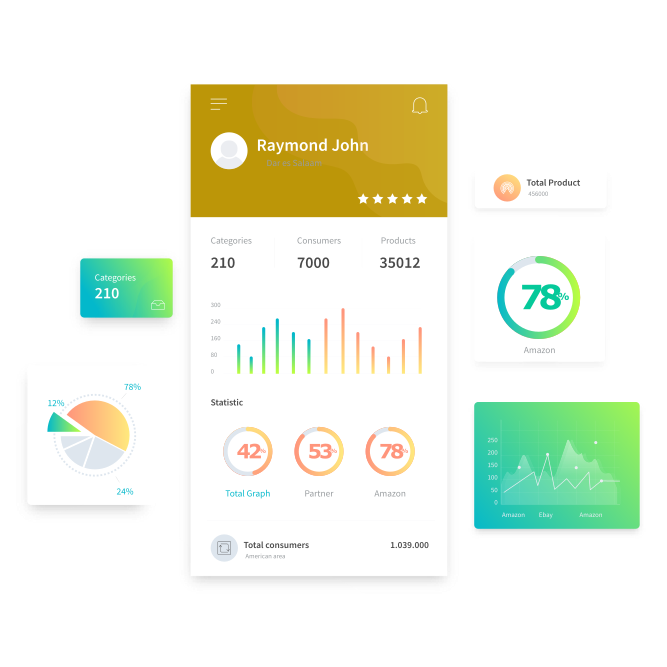 Raymond John
Categories
Consumers
Products
210
7000
35012
300
240
160
80
0
Statistic
42%
53%
78%
Total Graph
Partner
Amazon
Total consumers
American area
1.039.000
Categories
210
78%
12%
24%
Total Product
456000
78%
Amazon
250
200
150
100
50
0
Amazon
Ebay
Amazon